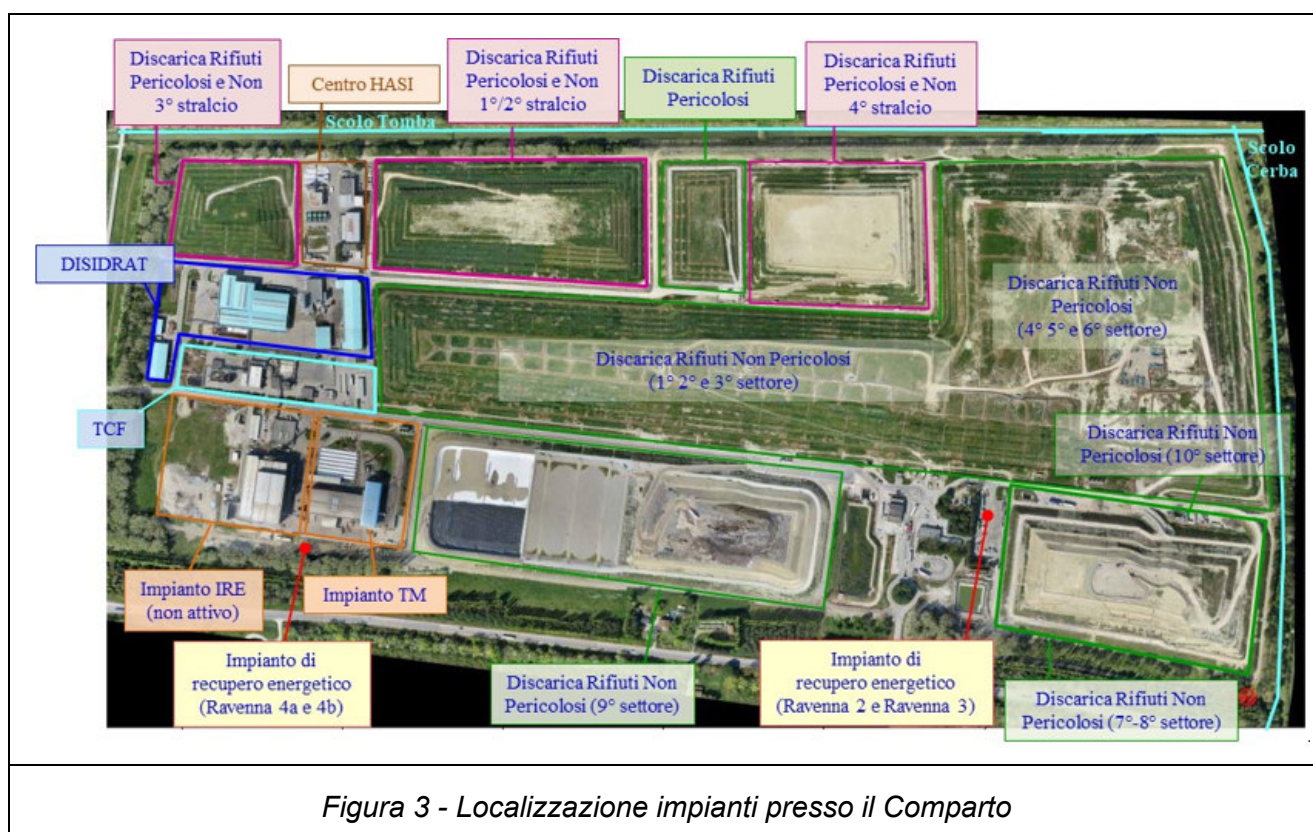 Discarica Rifiuti
Pericolosi e Non
3° stralcio
Centro HASI
Discarica Rifiuti
Pericolosi e Non
1°/2° stralcio
Discarica Rifiuti
Pericolosi
Discarica Rifiuti
Pericolosi e Non
4° stralcio
Scolo Tomba
Scolo
Cerba
DISIDRAT
Discarica Rifiuti Non
Pericolosi
(4° 5° e 6° settore)
Discarica Rifiuti Non Pericolosi
(1° 2° e 3° settore)
TCF
Discarica Rifiuti Non
Pericolosi (10° settore)
Impianto IRE
(non attivo)
Impianto TM
Impianto di
recupero energetico
(Ravenna 4a e 4b)
Discarica Rifiuti Non
Pericolosi (9° settore)
Impianto di
recupero energetico
(Ravenna 2 e Ravenna 3)
Discarica Rifiuti Non
Pericolosi (7°-8° settore)
Figura 3 - Localizzazione impianti presso il Comparto